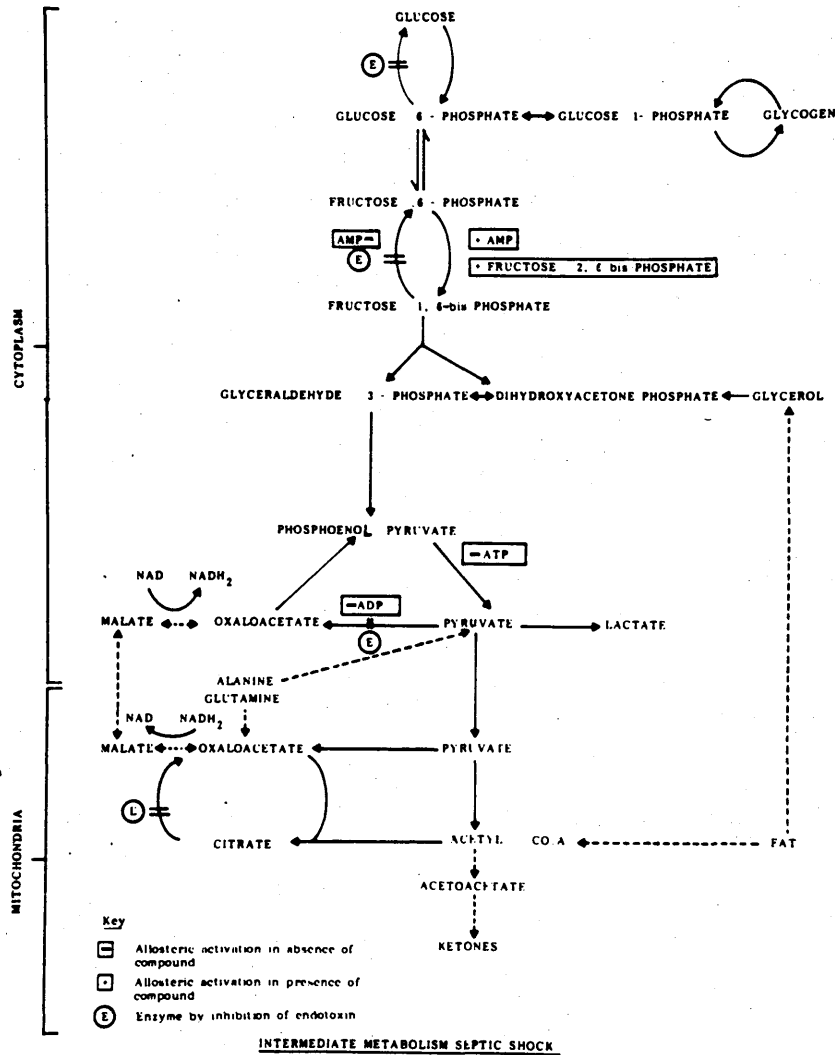 GLUCOSE
E
GLUCOSE 6 - PHOSPHATE GLUCOSE 1- PHOSPHATE GLYCOGEN
FRUCTOSE 6 - PHOSPHATE
AMP - + AMP
E
+ FRUCTOSE 2, 6 bis PHOSPHATE
FRUCTOSE 1, 6-bis PHOSPHATE
CYTOPLASM
GLYCERALDEHYDE 3 - PHOSPHATE DIHYDROXYACETONE PHOSPHATE GLYCEROL
PHOSPHOENOL PYRUVATE
- ATP
NAD NADH2
- ADP
MALATE OXALOACETATE PYRUVATE LACTATE
E
ALANINE
GLUTAMINE
NAD NADH2
MALATE OXALOACETATE PYRUVATE
E
CITRATE ACETYL CO.A FAT
MITOCHONDRIA
ACETOACETATE
KETONES
Key
- Allosteric activation in absence of
compound
+ Allosteric activation in presence of
compound
E Enzyme by inhibition of endotoxin
INTERMEDIATE METABOLISM SEPTIC SHOCK